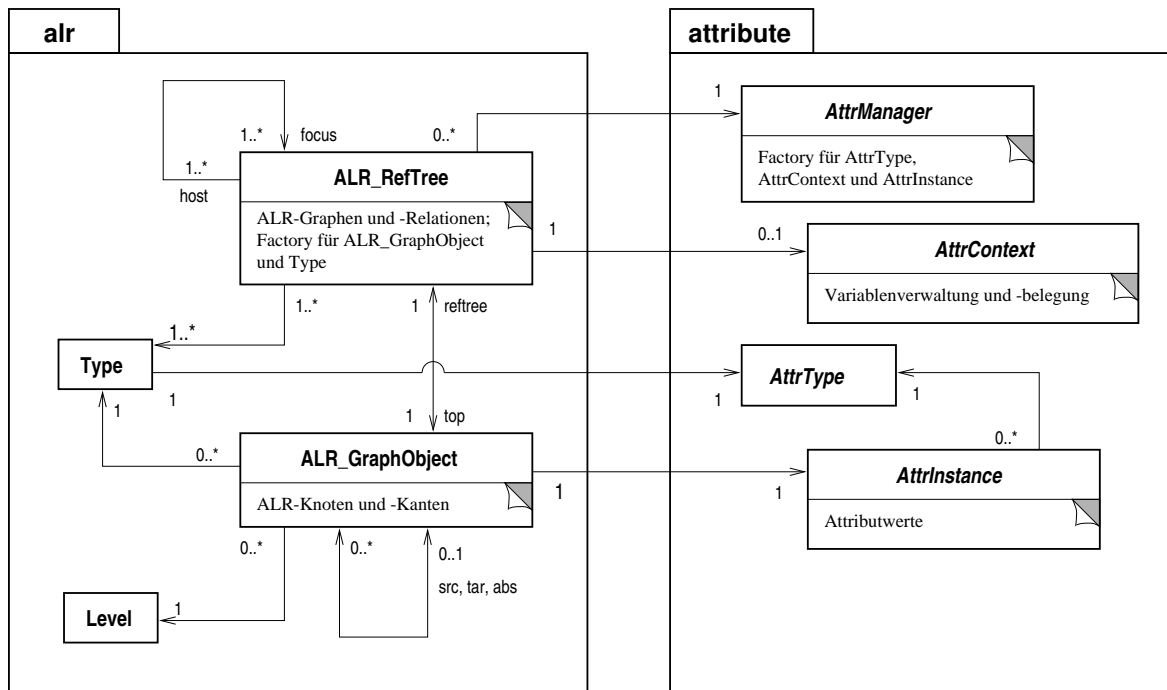 alr
attribute
1..*
focus
1..*
host
0..*
1
ALR_RefTree
ALR-Graphen und -Relationen;
Factory für ALR_GraphObject
und Type
1
0..1
AttrManager
Factory für AttrType,
AttrContext und AttrInstance
AttrContext
Variablenverwaltung und -belegung
1..*
1
reftree
1..*
Type
1
1
1
AttrType
1
0..*
1
top
0..*
ALR_GraphObject
ALR-Knoten und -Kanten
1
1
AttrInstance
Attributwerte
0..*
0..*
0..1
src, tar, abs
Level
1